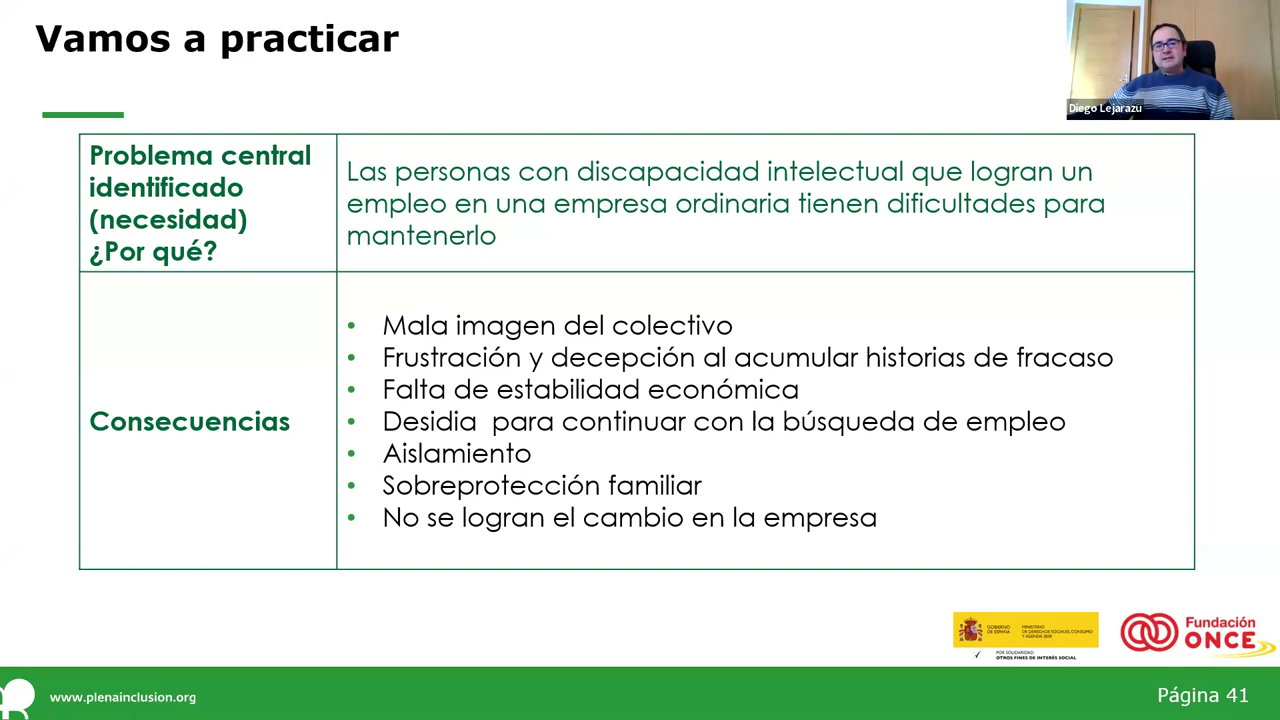 Vamos a practicar
Diego Lejarazu
Problema central
identificado
(necesidad)
¿Por qué?
Las personas con discapacidad intelectual que logran un
empleo en una empresa ordinaria tienen dificultades para
mantenerlo
Consecuencias
• Mala imagen del colectivo
• Frustración y decepción al acumular historias de fracaso
• Falta de estabilidad económica
• Desidia  para continuar con la búsqueda de empleo
• Aislamiento
• Sobreprotección familiar
• No se logran el cambio en la empresa
GOBIERNO
DE ESPAÑA
MINISTERIO
DE DERECHOS SOCIALES, CONSUMO
Y AGENDA 2030
POR SOLIDARIDAD
OTROS FINES DE INTERÉS SOCIAL
Fundación
ONCE
www.plenainclusion.org
Página 41